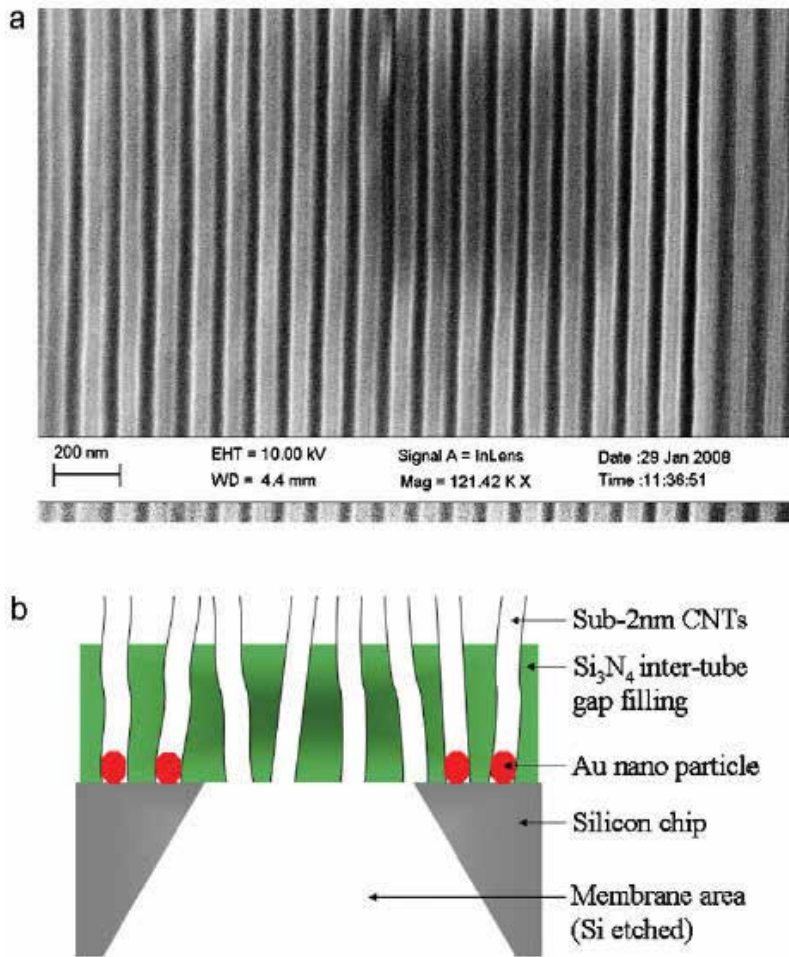 a
200 nm
EHT = 10.00 kV
Signal A = InLens
Date :29 Jan 2008
WD = 4.4 mm
Mag = 121.42 K X
Time :11:36:51
b
Sub-2nm CNTs
Si₃N₄ inter-tube
gap filling
Au nano particle
Silicon chip
Membrane area
(Si etched)